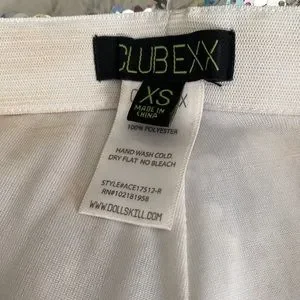 CLUB EXX
XS
MADE IN
CHINA
X
100% POLYESTER
HAND WASH COLD.
DRY FLAT NO BLEACH
STYLE#ACE17512-R
RN#102181958
WWW.DOLLSKILL.COM